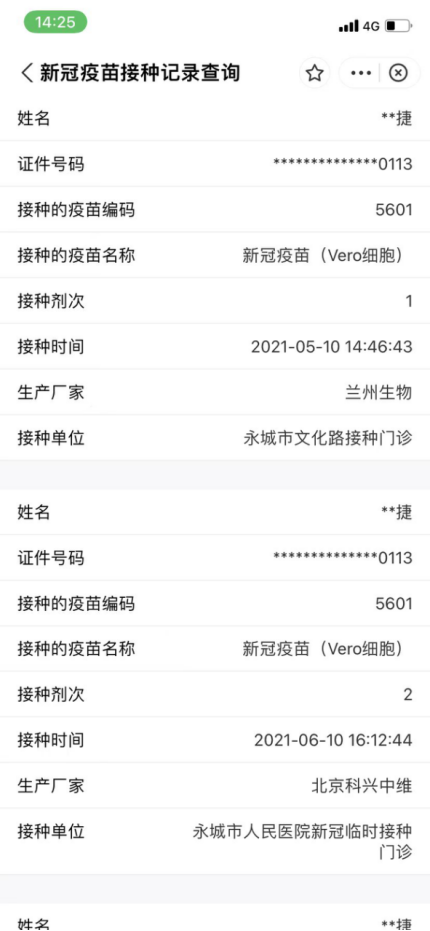 14:25
4G
新冠疫苗接种记录查询
姓名 **捷
证件号码 **************0113
接种的疫苗编码 5601
接种的疫苗名称 新冠疫苗（Vero细胞）
接种剂次 1
接种时间 2021-05-10 14:46:43
生产厂家 兰州生物
接种单位 永城市文化路接种门诊
姓名 **捷
证件号码 **************0113
接种的疫苗编码 5601
接种的疫苗名称 新冠疫苗（Vero细胞）
接种剂次 2
接种时间 2021-06-10 16:12:44
生产厂家 北京科兴中维
接种单位 永城市人民医院新冠临时接种
门诊
姓名 **捷